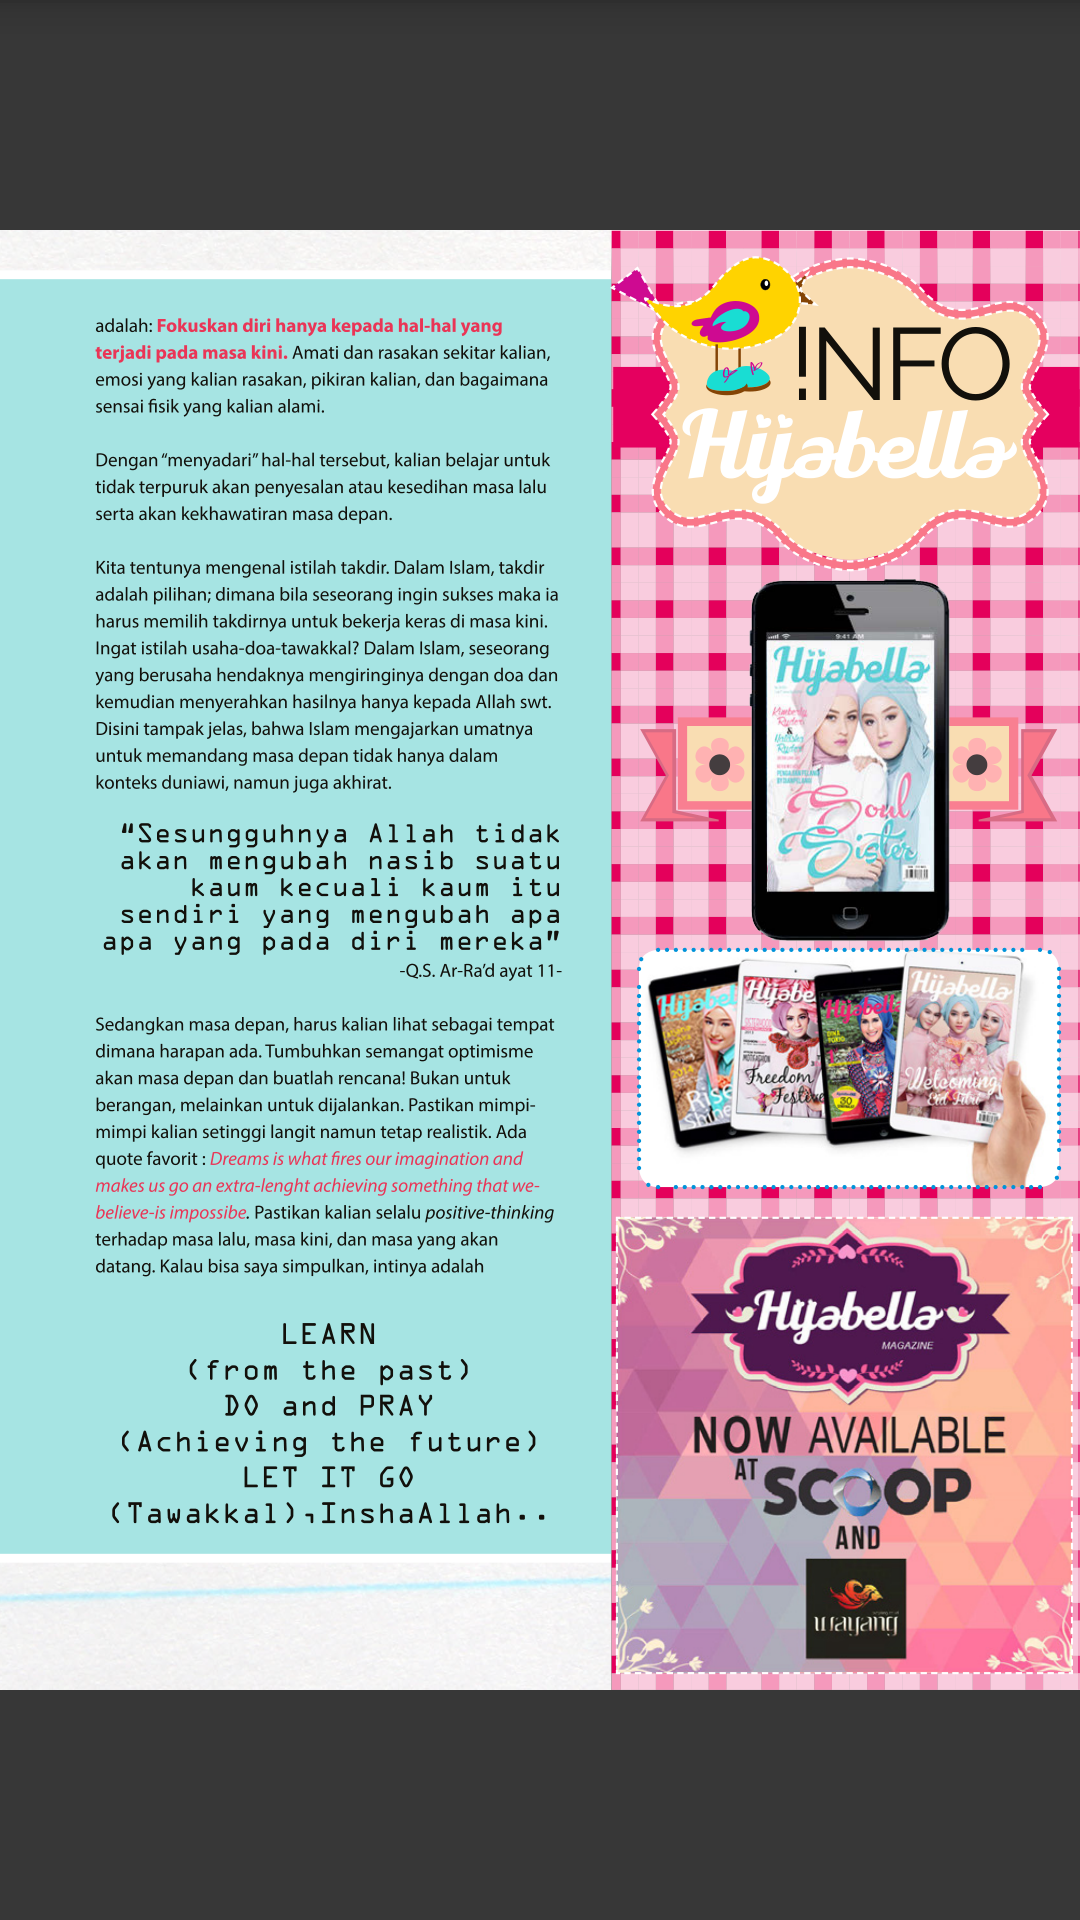 adalah: Fokuskan diri hanya kepada hal-hal yang
terjadi pada masa kini. Amati dan rasakan sekitar kalian,
emosi yang kalian rasakan, pikiran kalian, dan bagaimana
sensai fisik yang kalian alami.
Dengan “menyadari” hal-hal tersebut, kalian belajar untuk
tidak terpuruk akan penyesalan atau kesedihan masa lalu
serta akan kekhawatiran masa depan.
Kita tentunya mengenal istilah takdir. Dalam Islam, takdir
adalah pilihan; dimana bila seseorang ingin sukses maka ia
harus memilih takdirnya untuk bekerja keras di masa kini.
Ingat istilah usaha-doa-tawakkal? Dalam Islam, seseorang
yang berusaha hendaknya mengiringinya dengan doa dan
kemudian menyerahkan hasilnya hanya kepada Allah swt.
Disini tampak jelas, bahwa Islam mengajarkan umatnya
untuk memandang masa depan tidak hanya dalam
konteks duniawi, namun juga akhirat.
“Sesungguhnya Allah tidak
akan mengubah nasib suatu
kaum kecuali kaum itu
sendiri yang mengubah apa
apa yang pada diri mereka”
-Q.S. Ar-Ra’d ayat 11-
Sedangkan masa depan, harus kalian lihat sebagai tempat
dimana harapan ada. Tumbuhkan semangat optimisme
akan masa depan dan buatlah rencana! Bukan untuk
berangan, melainkan untuk dijalankan. Pastikan mimpi-
mimpi kalian setinggi langit namun tetap realistik. Ada
quote favorit : Dreams is what fires our imagination and
makes us go an extra-lenght achieving something that we-
believe-is impossibe. Pastikan kalian selalu positive-thinking
terhadap masa lalu, masa kini, dan masa yang akan
datang. Kalau bisa saya simpulkan, intinya adalah
LEARN
(from the past)
DO and PRAY
(Achieving the future)
LET IT GO
(Tawakkal),InshaAllah..
!NFO
Hijabella
9:41 AM
Hijabella
&
Soul
Sister
Hijabel
Rise
Shine
Hijabe
Freedom
Festive
Hijabella
30
Hijabella
Welcoming
Eid Fitri
Hijabella
MAGAZINE
NOW AVAILABLE
AT SCOOP
AND
wayang